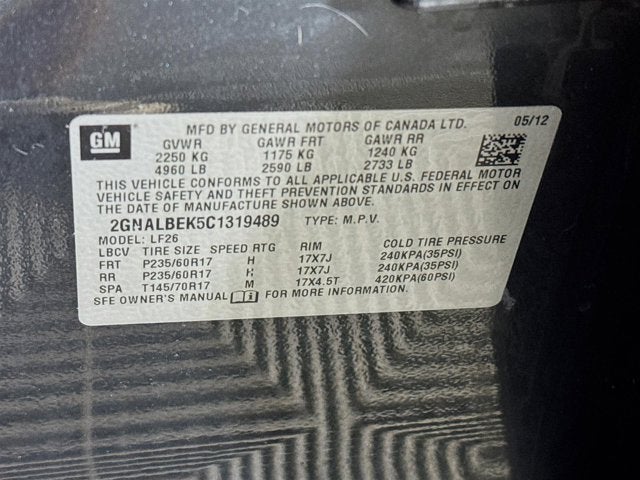 GM
MFD BY GENERAL MOTORS OF CANADA LTD. 05/12
GVWR GAWR FRT GAWR RR
2250 KG 1175 KG 1240 KG
4960 LB 2590 LB 2733 LB
THIS VEHICLE CONFORMS TO ALL APPLICABLE U.S. FEDERAL MOTOR
VEHICLE SAFETY AND THEFT PREVENTION STANDARDS IN EFFECT ON
THE DATE OF MANUFACTURE SHOWN ABOVE.
2GNALBEK5C1319489 TYPE: M.P.V.
MODEL: LF26
LBCV TIRE SIZE SPEED RTG RIM COLD TIRE PRESSURE
FRT P235/60R17 H 17X7J 240KPA(35PSI)
RR P235/60R17 H 17X7J 240KPA(35PSI)
SPA T145/70R17 M 17X4.5T 420KPA(60PSI)
SEE OWNER'S MANUAL FOR MORE INFORMATION.